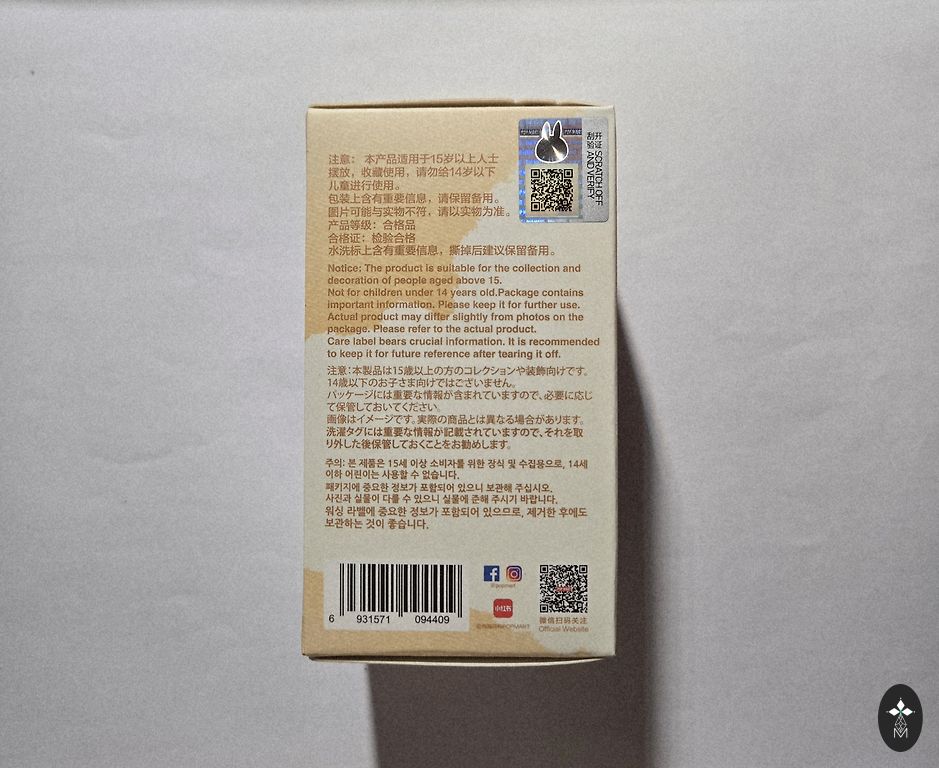 注意： 本产品适用于15岁以上人士
摆放，收藏使用，请勿给14岁以下
儿童进行使用。
包装上含有重要信息，请保留备用。
图片可能与实物不符，请以实物为准。
产品等级：合格品
合格证：检验合格
水洗标上含有重要信息，撕掉后建议保留备用。
POP MART
POP MART
开证 SCRATCH OFF
刮验 AND VERIFY
Notice: The product is suitable for the collection and
decoration of people aged above 15.
Not for children under 14 years old.Package contains
important information. Please keep it for further use.
Actual product may differ slightly from photos on the
package. Please refer to the actual product.
Care label bears crucial information. It is recommended
to keep it for future reference after tearing it off.
注意：本製品は15歳以上の方のコレクションや装飾向けです。
14歳以下のお子さま向けではございません。
パッケージには重要な情報が含まれていますので、必要に応じ
て保管しておいてください。
画像はイメージです。実際の商品とは異なる場合があります。
洗濯タグには重要な情報が記載されていますので、それを取
り外した後保管しておくことをお勧めします。
주의: 본 제품은 15세 이상 소비자를 위한 장식 및 수집용으로, 14세
이하 어린이는 사용할 수 없습니다.
패키지에 중요한 정보가 포함되어 있으니 보관해 주십시오.
사진과 실물이 다를 수 있으니 실물에 준해 주시기 바랍니다.
워싱 라벨에 중요한 정보가 포함되어 있으므로, 제거한 후에도
보관하는 것이 좋습니다.
6 931571 094409
@popmart
小红书
POPMART
微信扫码关注
Official Website
M